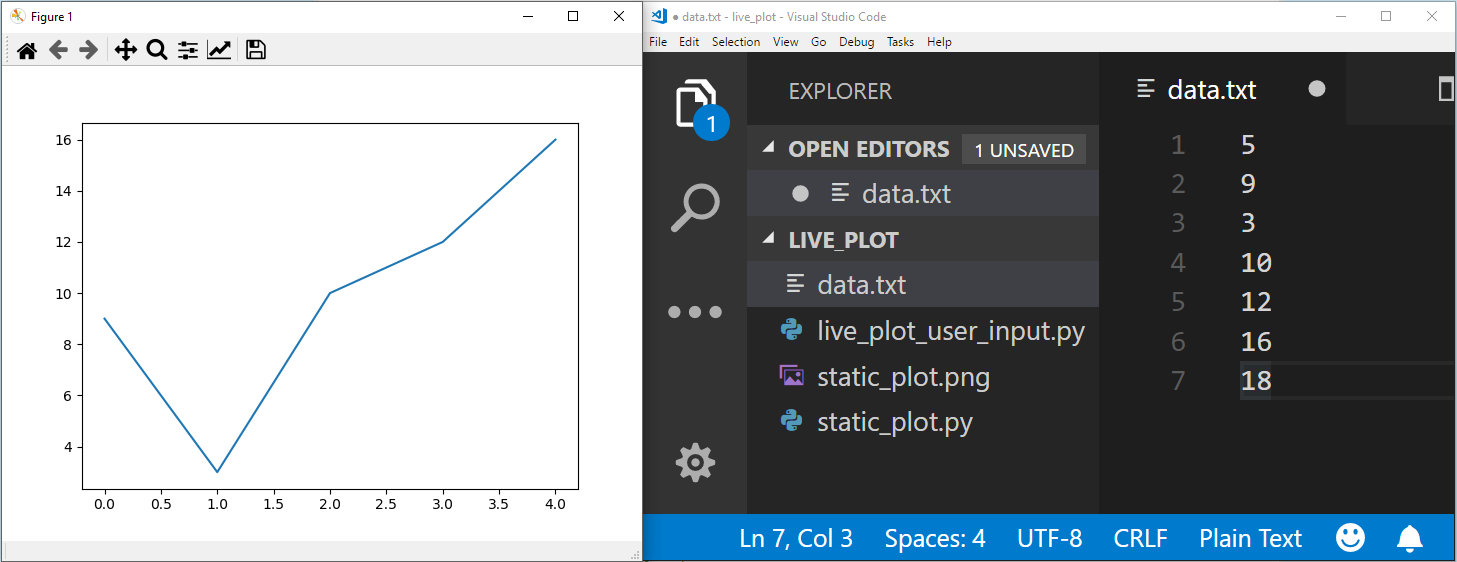 Figure 1
16
14
12
10
8
6
4
0.0 0.5 1.0 1.5 2.0 2.5 3.0 3.5 4.0
● data.txt - live_plot - Visual Studio Code
File Edit Selection View Go Debug Tasks Help
1
EXPLORER
OPEN EDITORS 1 UNSAVED
data.txt
LIVE_PLOT
data.txt
live_plot_user_input.py
static_plot.png
static_plot.py
data.txt
1 5
2 9
3 3
4 10
5 12
6 16
7 18
Ln 7, Col 3 Spaces: 4 UTF-8 CRLF Plain Text